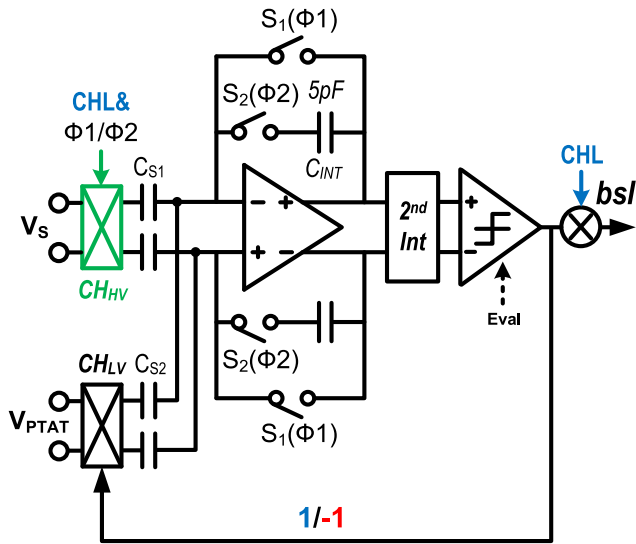 S1(Φ1)
CHL&
Φ1/Φ2
S2(Φ2)
5pF
CS1
CINT
CHL
bsl
VS
2nd
Int
CHHV
Eval
CHLV
CS2
S2(Φ2)
VPTAT
S1(Φ1)
1/-1
− +
+ −
+
−